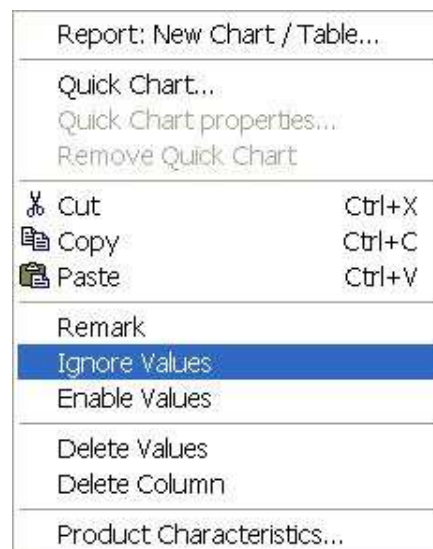 Report: New Chart / Table...
Quick Chart...
Quick Chart properties...
Remove Quick Chart
Cut Ctrl+X
Copy Ctrl+C
Paste Ctrl+V
Remark
Ignore Values
Enable Values
Delete Values
Delete Column
Product Characteristics...